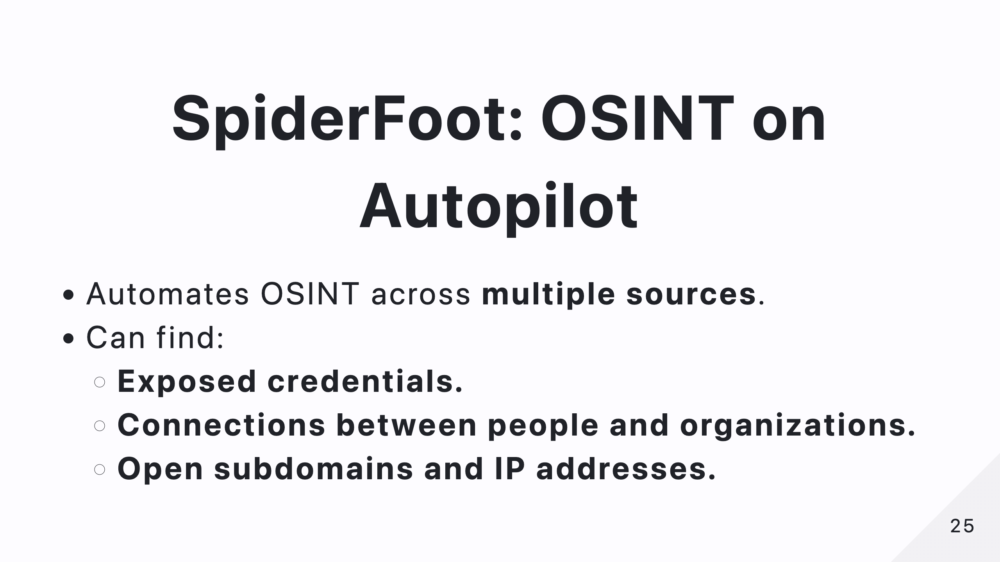 SpiderFoot: OSINT on
Autopilot
• Automates OSINT across multiple sources.
• Can find:
○ Exposed credentials.
○ Connections between people and organizations.
○ Open subdomains and IP addresses.
25